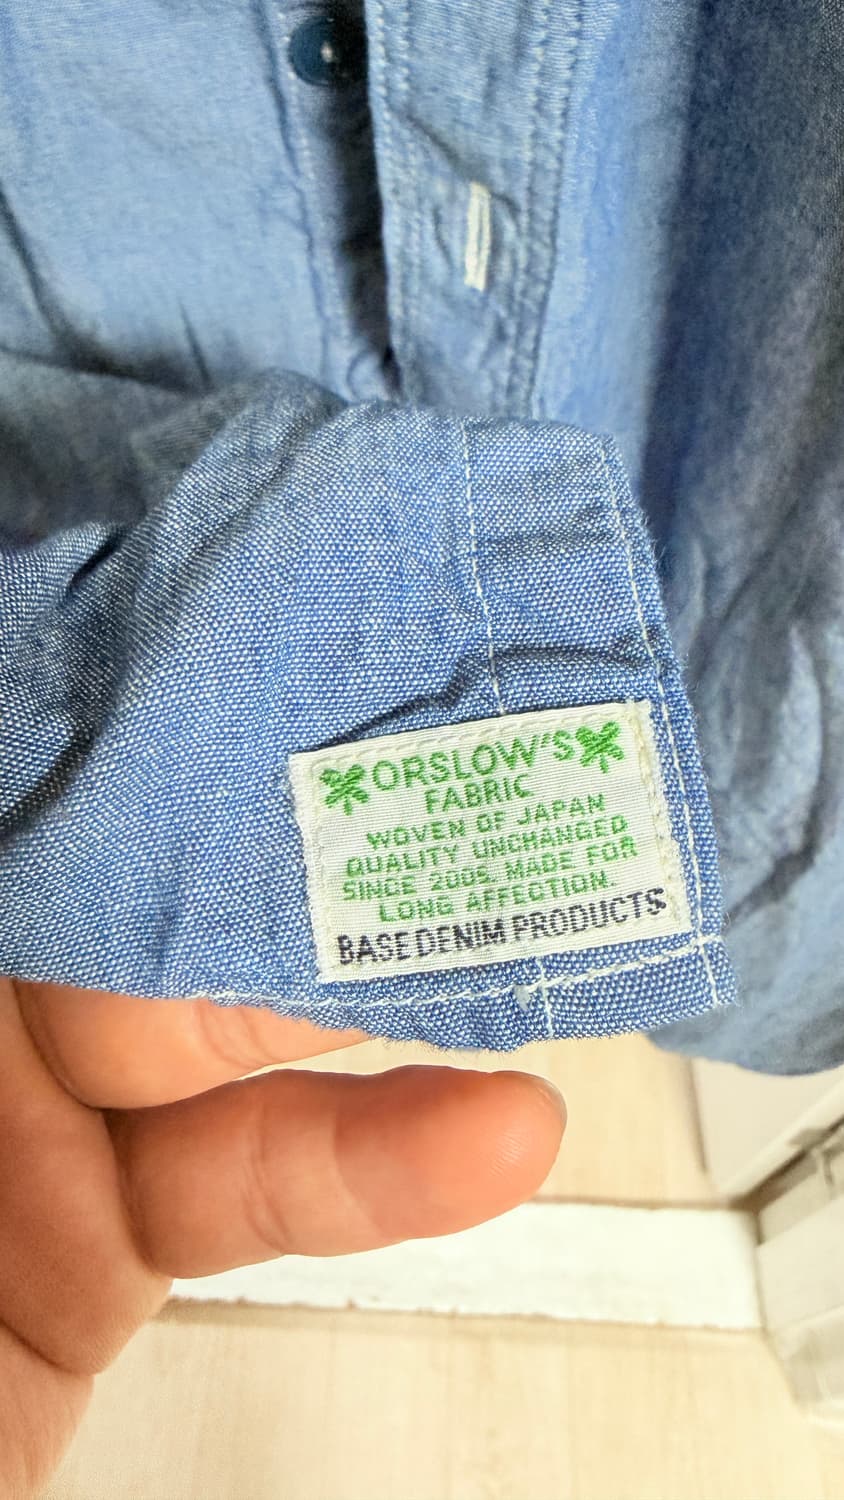 ORSLOW'S
FABRIC
WOVEN OF JAPAN
QUALITY UNCHANGED
SINCE 2005. MADE FOR
LONG AFFECTION.
BASE DENIM PRODUCTS